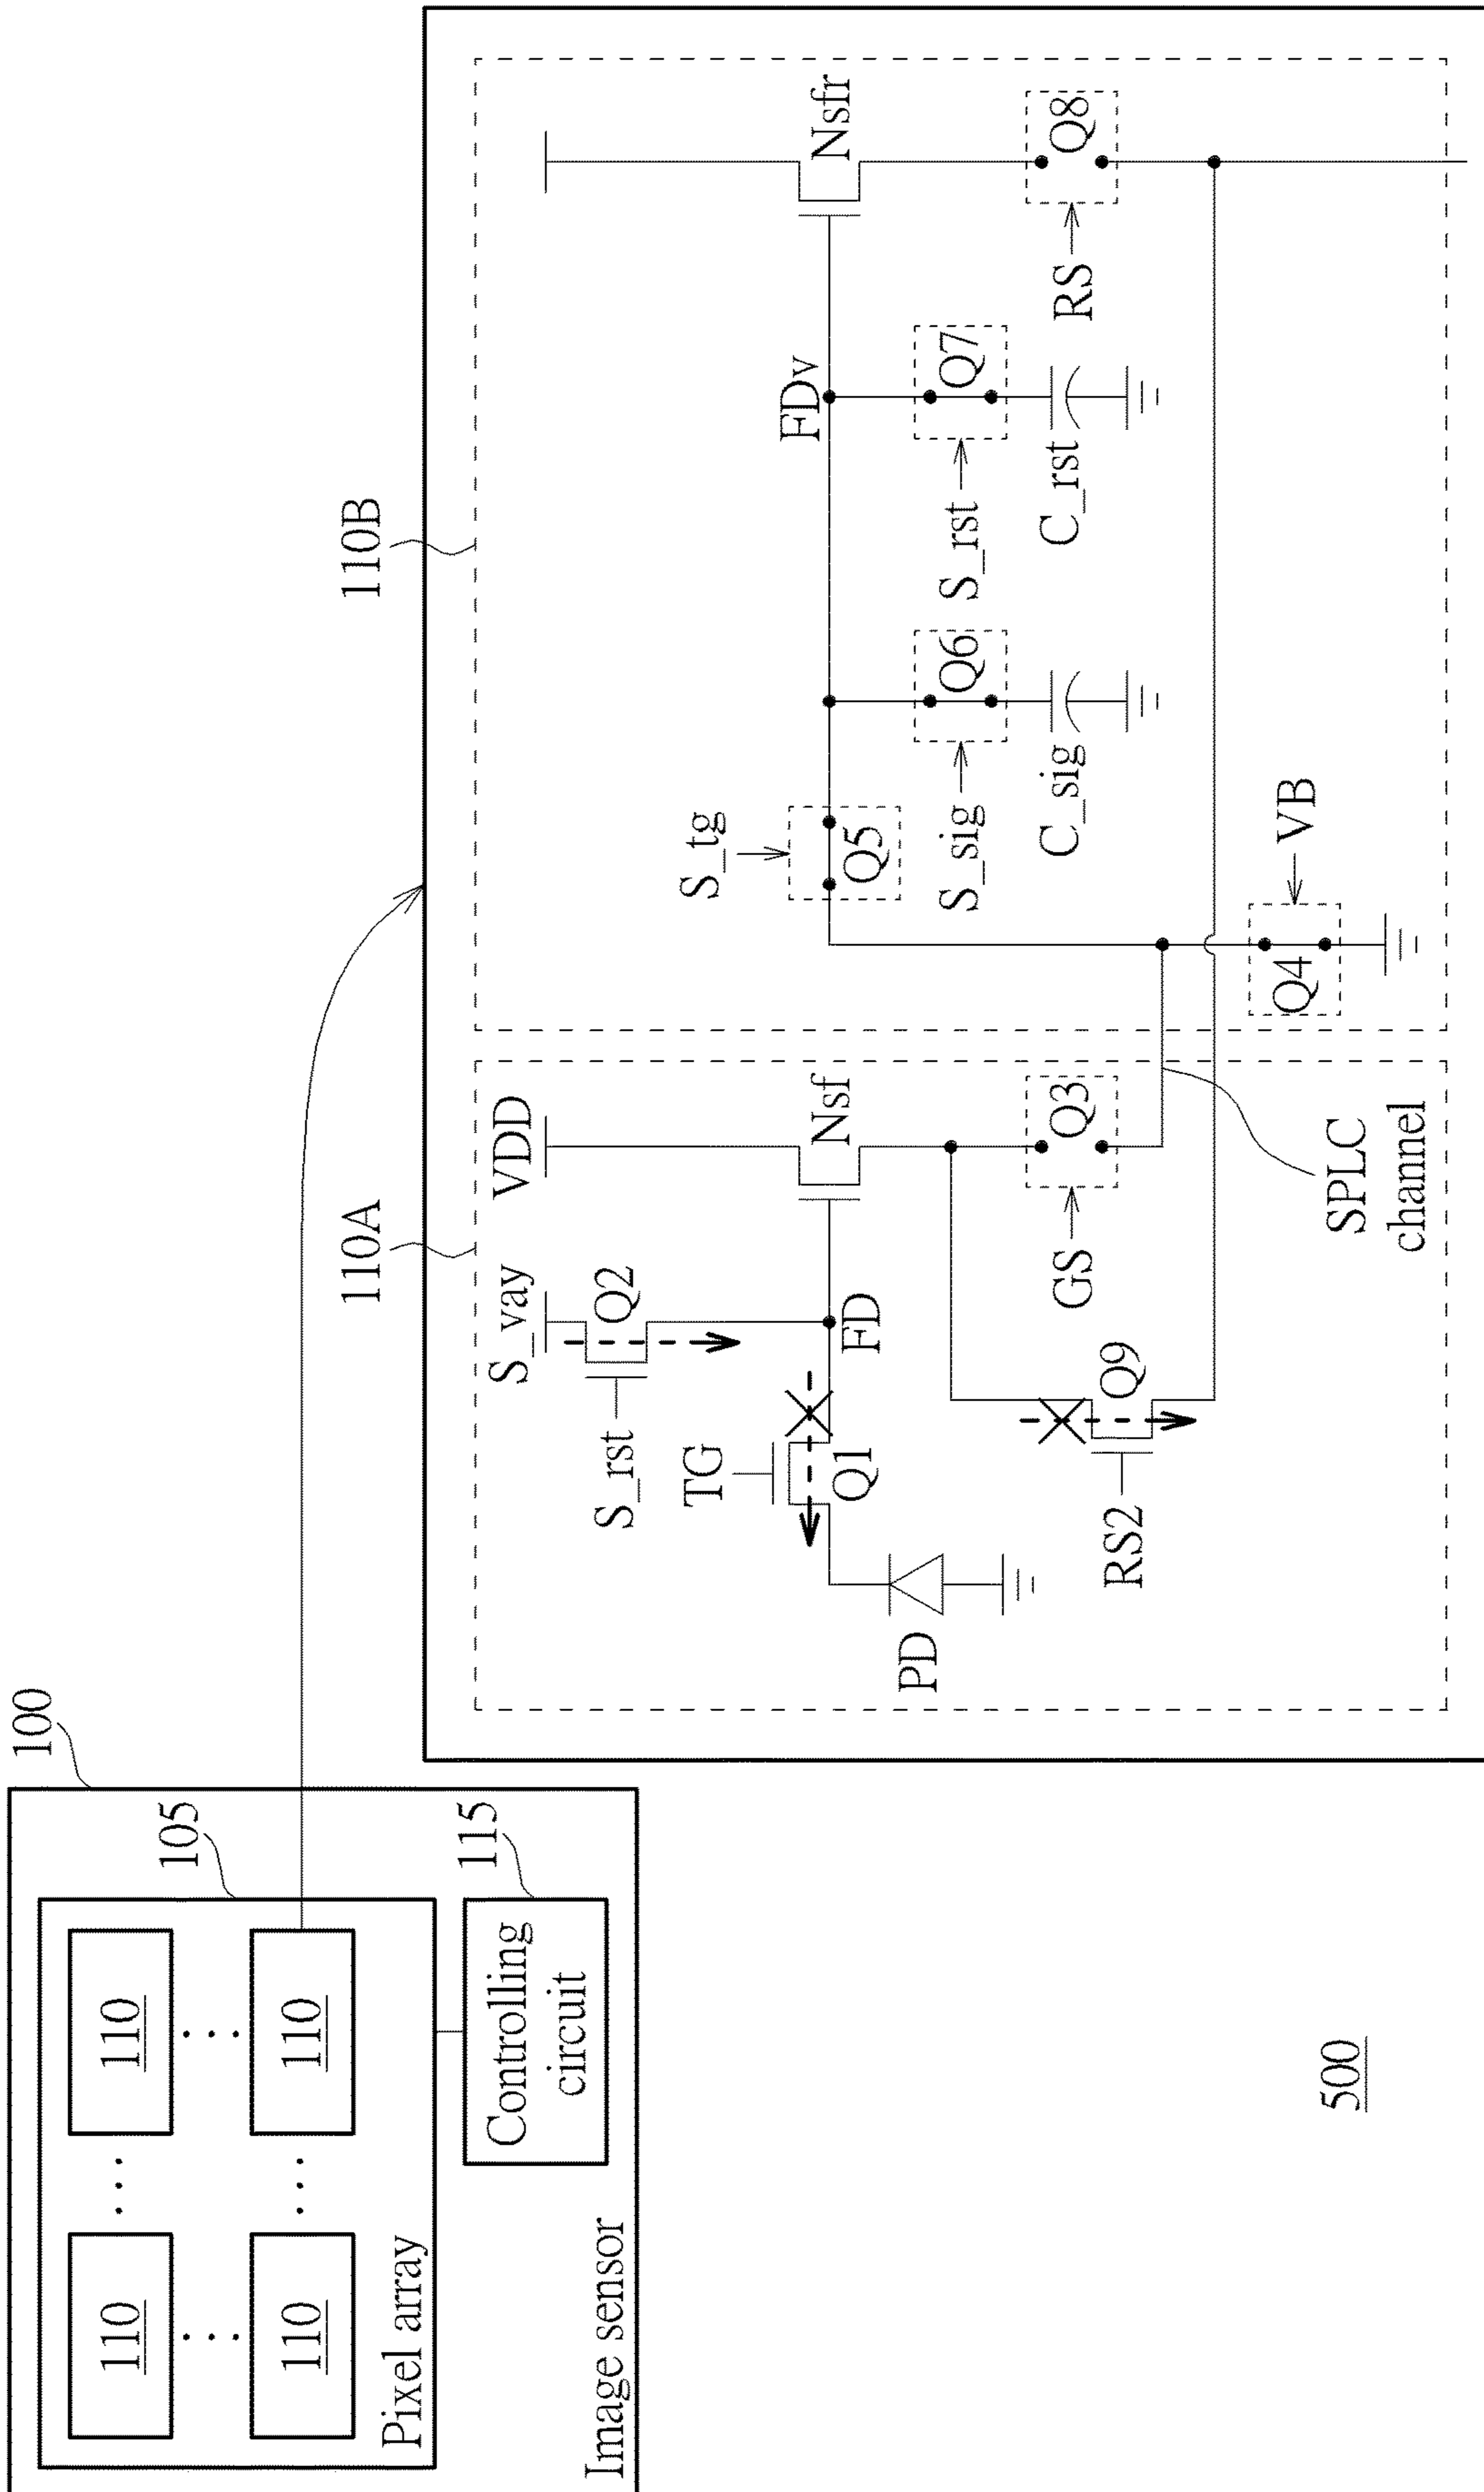 100
105
110
110
110
110
Pixel array
115
Controlling
circuit
Image sensor
500
110A
110B
S_vay
VDD
S_rst
Q2
TG
Q1
FD
Nsf
PD
RS2
Q9
GS
Q3
SPLC
channel
S_tg
Q5
FDv
Nsfr
S_sig
Q6
C_sig
S_rst
Q7
C_rst
RS
Q8
Q4
VB